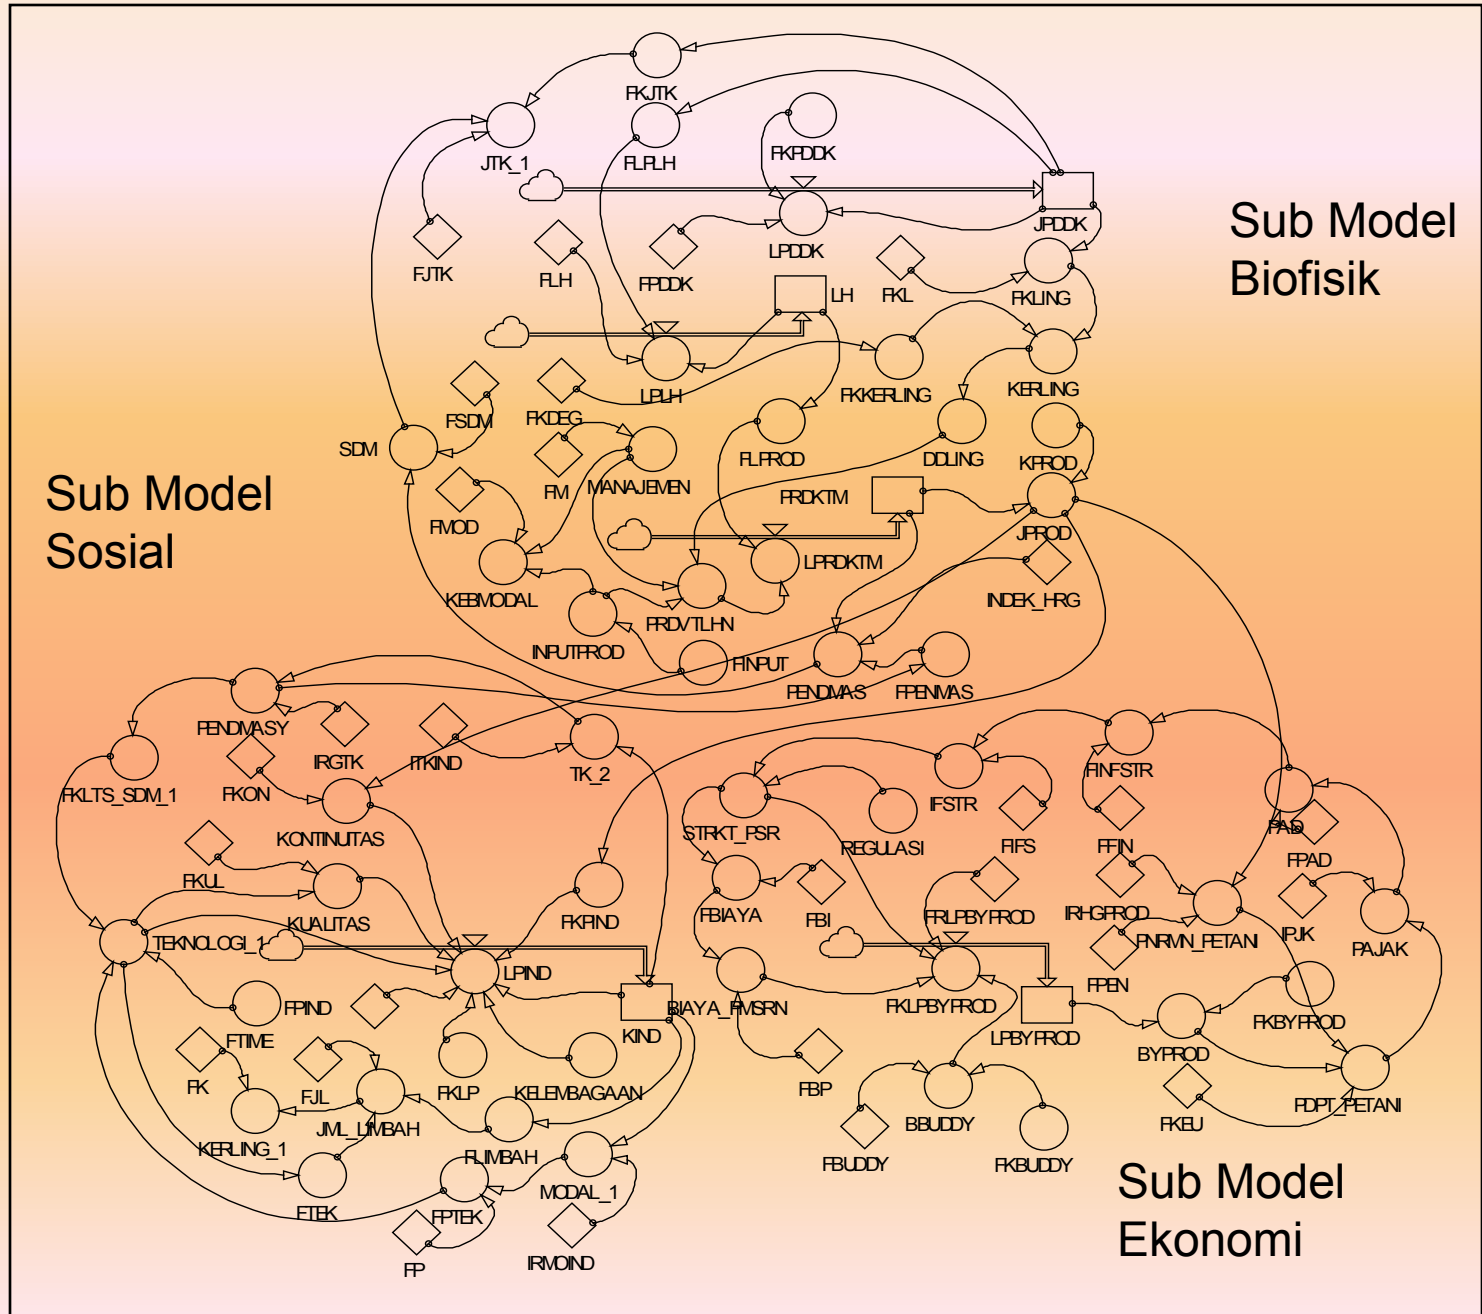 FKJTK
JTK_1
FLPLH
FKPDDK
JPDDK
Sub Model
Biofisik
FJTK
FLH
FPDDK
LPDDK
FKL
FKLING
LH
LPLH
FKKERLING
KERLING
FSDM
FKDEG
SDM
FLPROD
DDLING
KPROD
Sub Model
Sosial
FMOD
FM
MANAJEMEN
PRDKTM
JPROD
KEBMODAL
LPRDKTM
INDEK_HRG
PRDVTLHN
INPUTPROD
FINPUT
PENDMAS
FPENMAS
PENDMASY
IRGTK
ITKIND
TK_2
FINFSTR
FKLTS_SDM_1
FKON
IFSTR
PAD
KONTINUITAS
STRKT_PSR
REGULASI
FIFS
FFIN
FPAD
FKUL
KUALITAS
FKPIND
FBIAYA
FBI
FRLPBYPROD
IRHGPROD
PNRMN_PETANI
IPJK
PAJAK
TEKNOLOGI_1
LPIND
FPIND
KIND
BIAYA_PMSRN
FKLPBYPROD
LPBYPROD
FPEN
FKBYPROD
BYPROD
FTIME
FK
FJL
FKLP
KELEMBAGAAN
FBP
FKEU
PDPT_PETANI
KERLING_1
JML_LIMBAH
FLIMBAH
FBUDDY
BBUDDY
FKBUDDY
MODAL_1
FTEK
FPTEK
FP
IRMOIND
Sub Model
Ekonomi